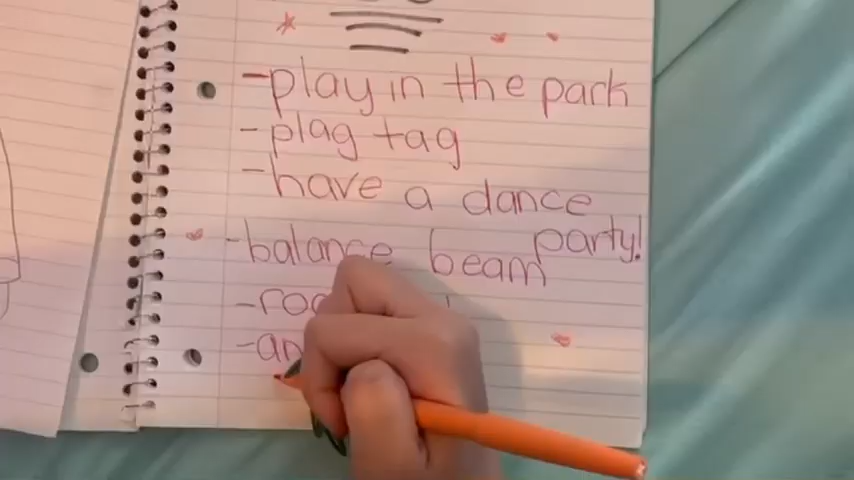 -play in the park
-plag tag
-have a dance
party!
-balance beam